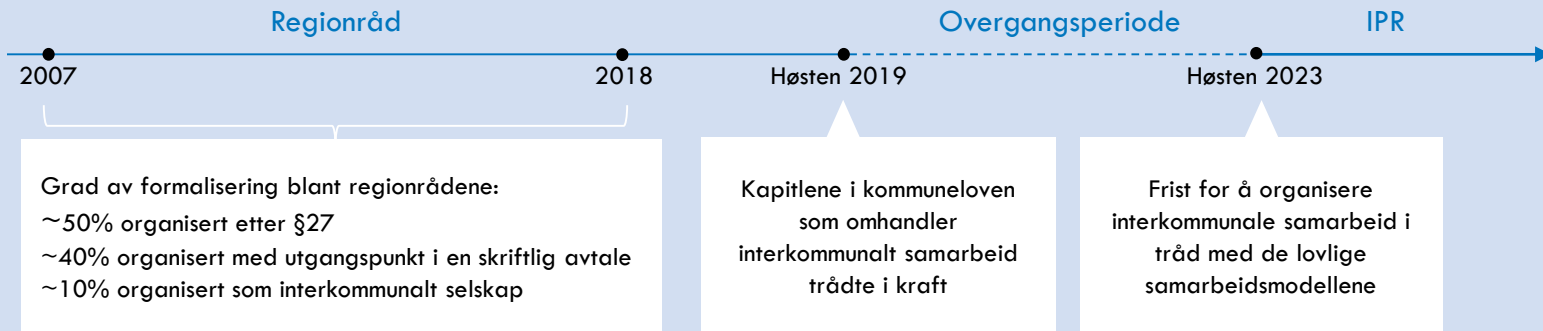 Regionråd
Overgangsperiode
IPR
2007
2018
Høsten 2019
Høsten 2023
Grad av formalisering blant regionrådene:
~50% organisert etter §27
~40% organisert med utgangspunkt i en skriftlig avtale
~10% organisert som interkommunalt selskap
Kapitlene i kommuneloven
som omhandler
interkommunalt samarbeid
trådte i kraft
Frist for å organisere
interkommunale samarbeid i
tråd med de lovlige
samarbeidsmodellene